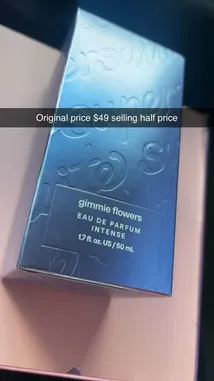 Original price $49 selling half price
gimmie flowers
EAU DE PARFUM
INTENSE
1.7 fl. oz. US / 50 mL